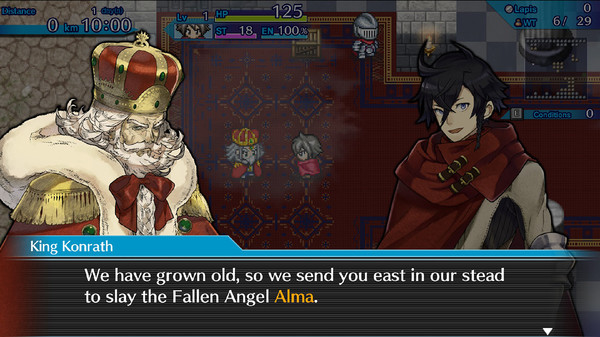 Distance
1 day(s)
0 km 10:00
Lv 1
HP 125
ST 18
EN 100%
Lapis 0
WT 6/ 29
Conditions 0
King Konrath
We have grown old, so we send you east in our stead
to slay the Fallen Angel Alma.